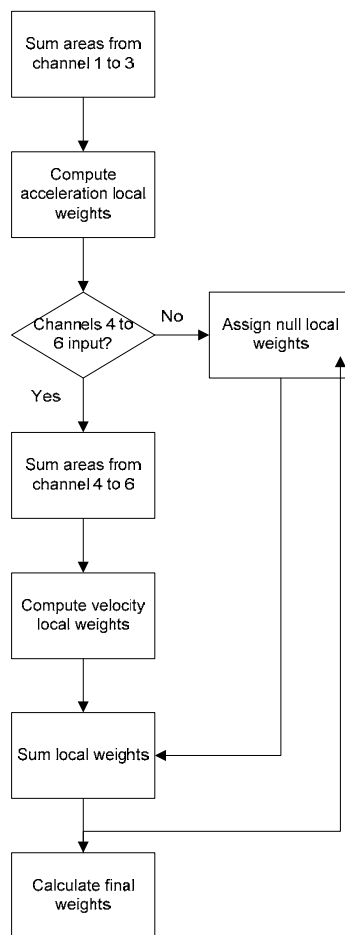 Sum areas from
channel 1 to 3
Compute
acceleration local
weights
Channels 4 to
6 input?
No
Assign null local
weights
Yes
Sum areas from
channel 4 to 6
Compute velocity
local weights
Sum local weights
Calculate final
weights